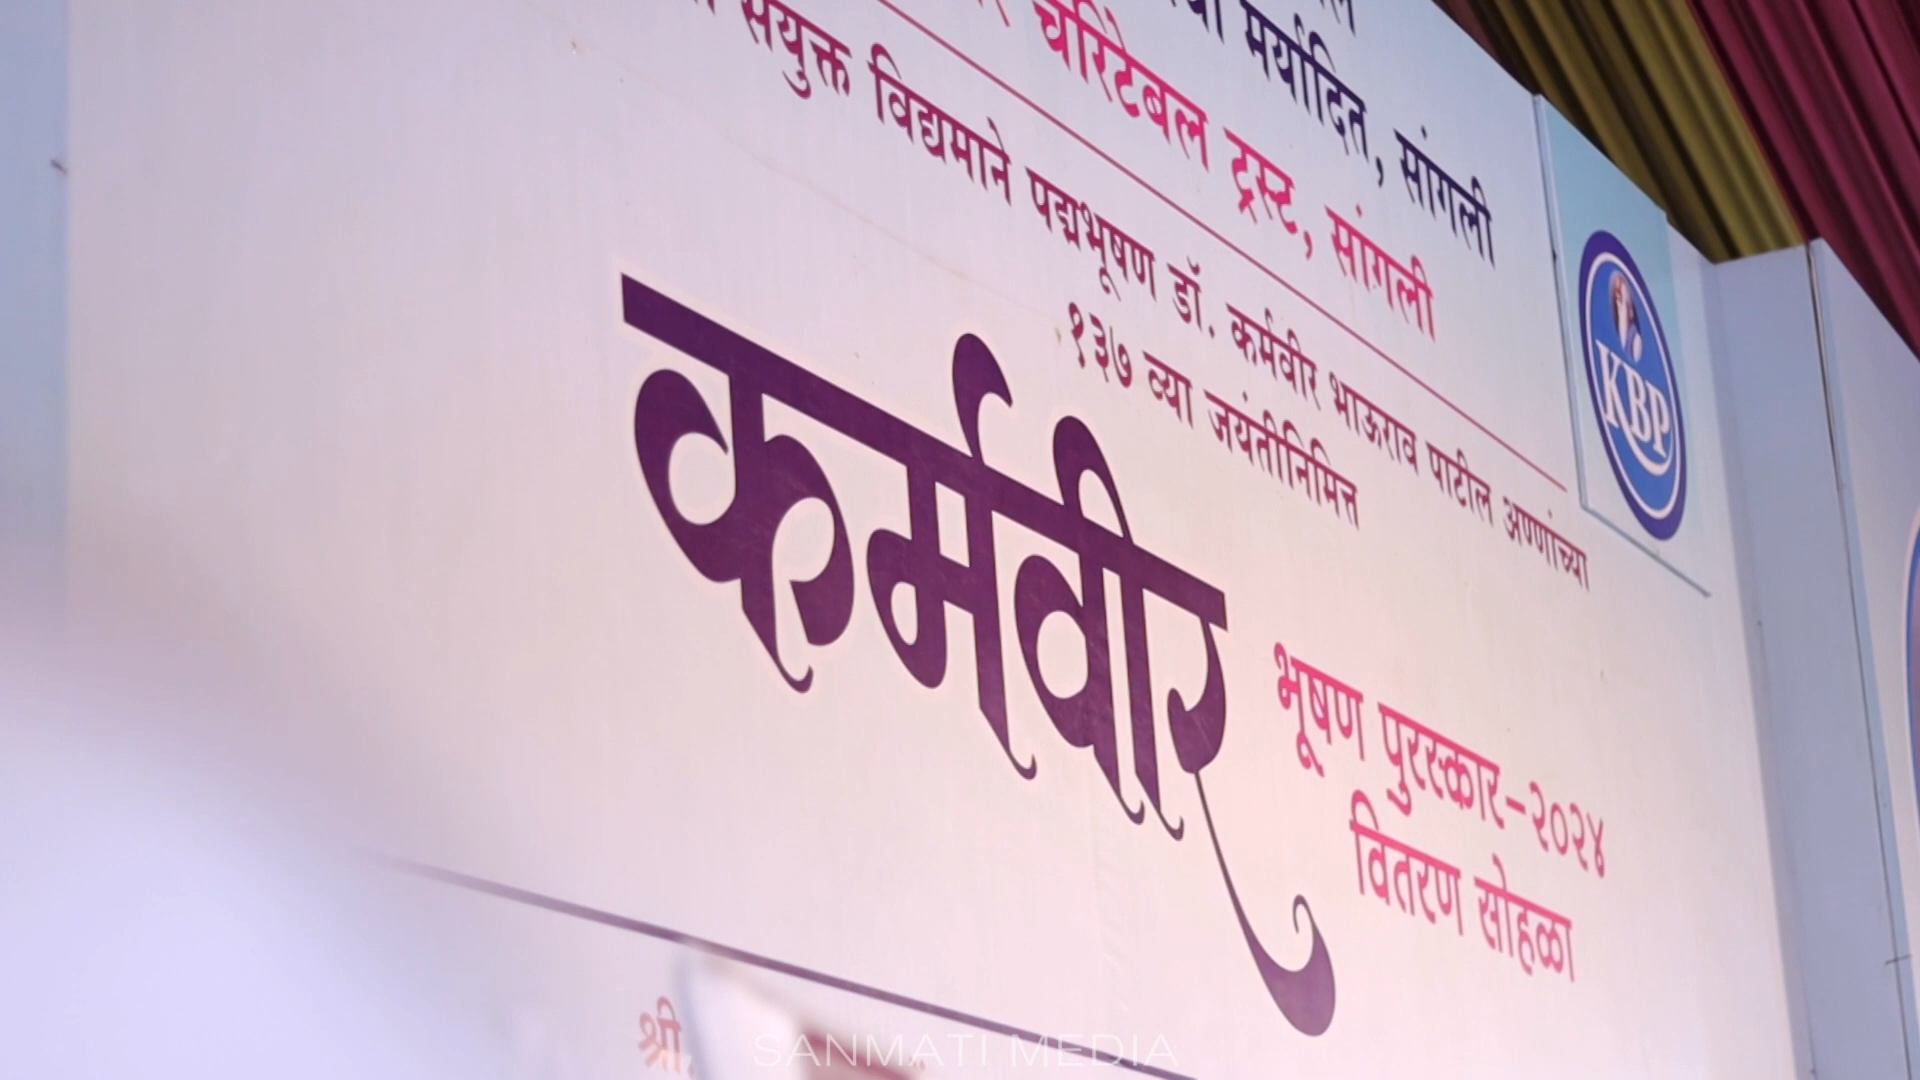 मर्यादित, सांगली
चॅरिटेबल ट्रस्ट, सांगली
संयुक्त विद्यमाने पद्मभूषण डॉ. कर्मवीर भाऊराव पाटील अण्णांच्या
१३७ व्या जयंतीनिमित्त
KBP
कर्मवीर
भूषण पुरस्कार-२०२४
वितरण सोहळा
श्री.
SANMATI MEDIA